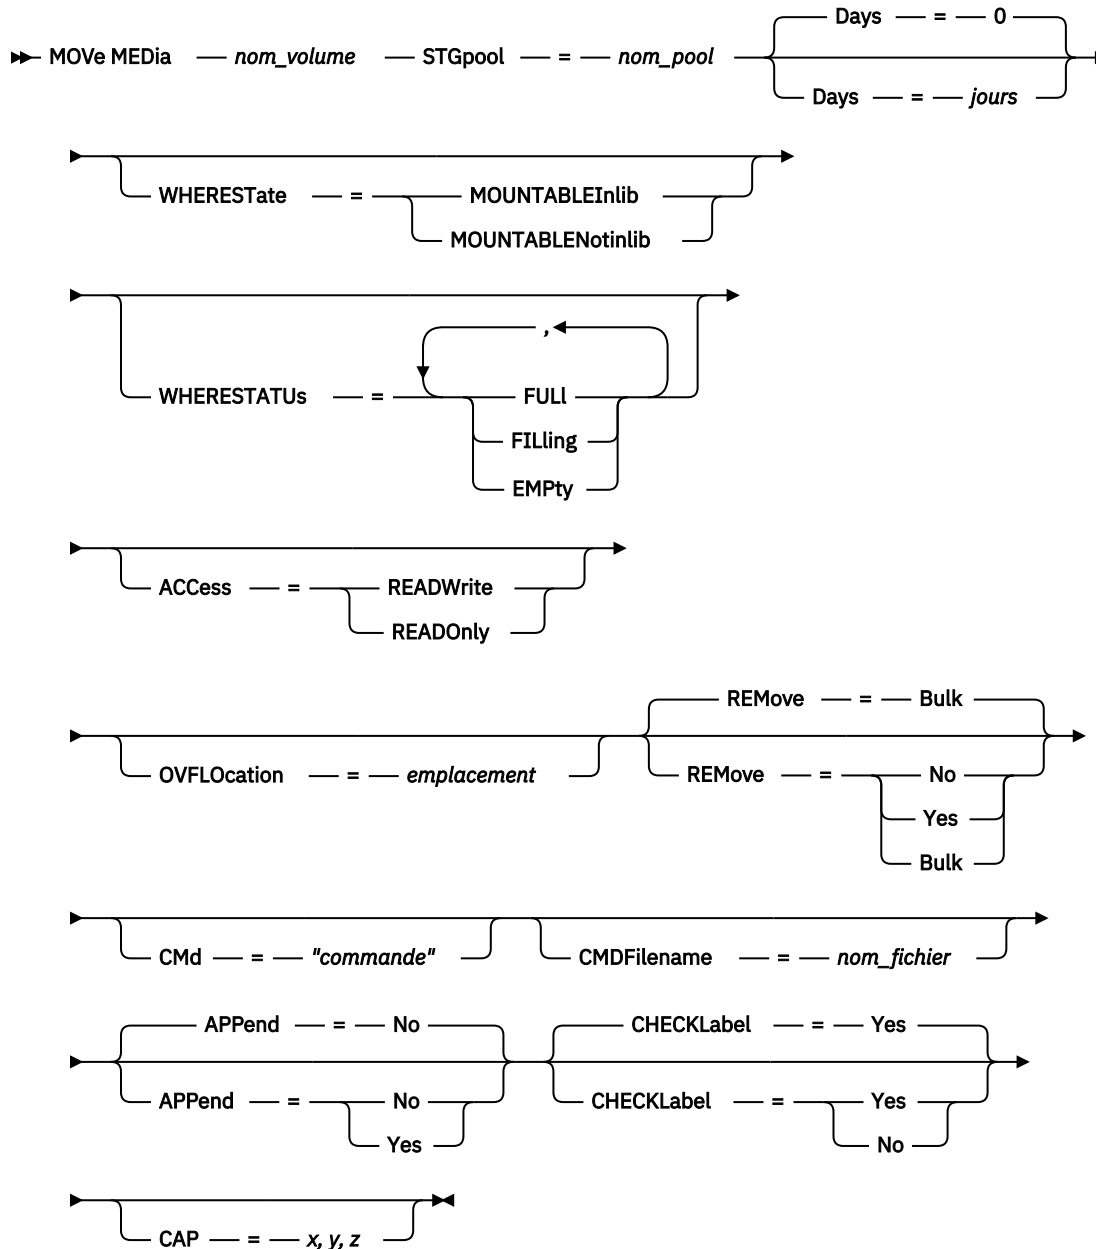 Days = 0
MOVe MEDia nom_volume STGpool = nom_pool
Days = jours
WHERESTate = MOUNTABLEInlib
MOUNTABLENotinlib
,
WHERESTATUs = FULl
FILling
EMPty
ACCess = READWrite
READOnly
REMove = Bulk
OVFLOcation = emplacement REMove = No
Yes
Bulk
CMd = "commande" CMDFilename = nom_fichier
APPend = No CHECKLabel = Yes
APPend = No CHECKLabel = Yes
Yes No
CAP = x, y, z